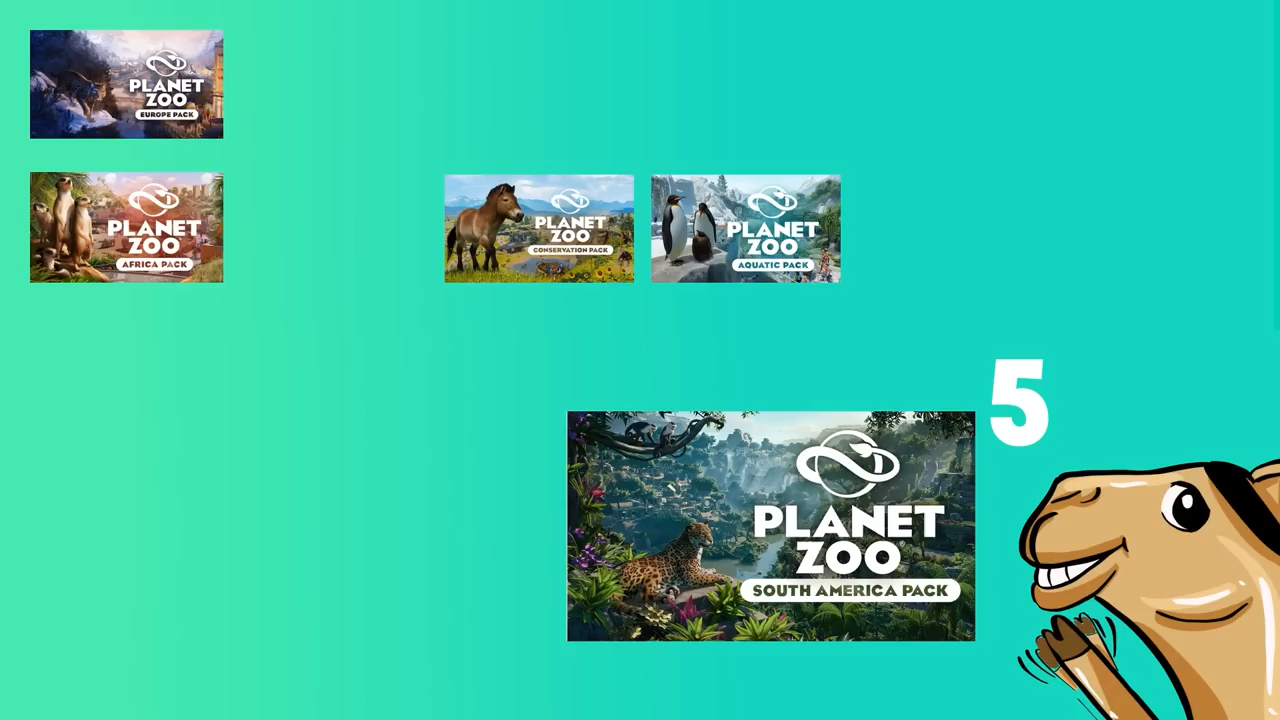 PLANET
ZOO
EUROPE PACK
PLANET
ZOO
AFRICA PACK
PLANET
ZOO
CONSERVATION PACK
PLANET
ZOO
AQUATIC PACK
5
PLANET
ZOO
SOUTH AMERICA PACK